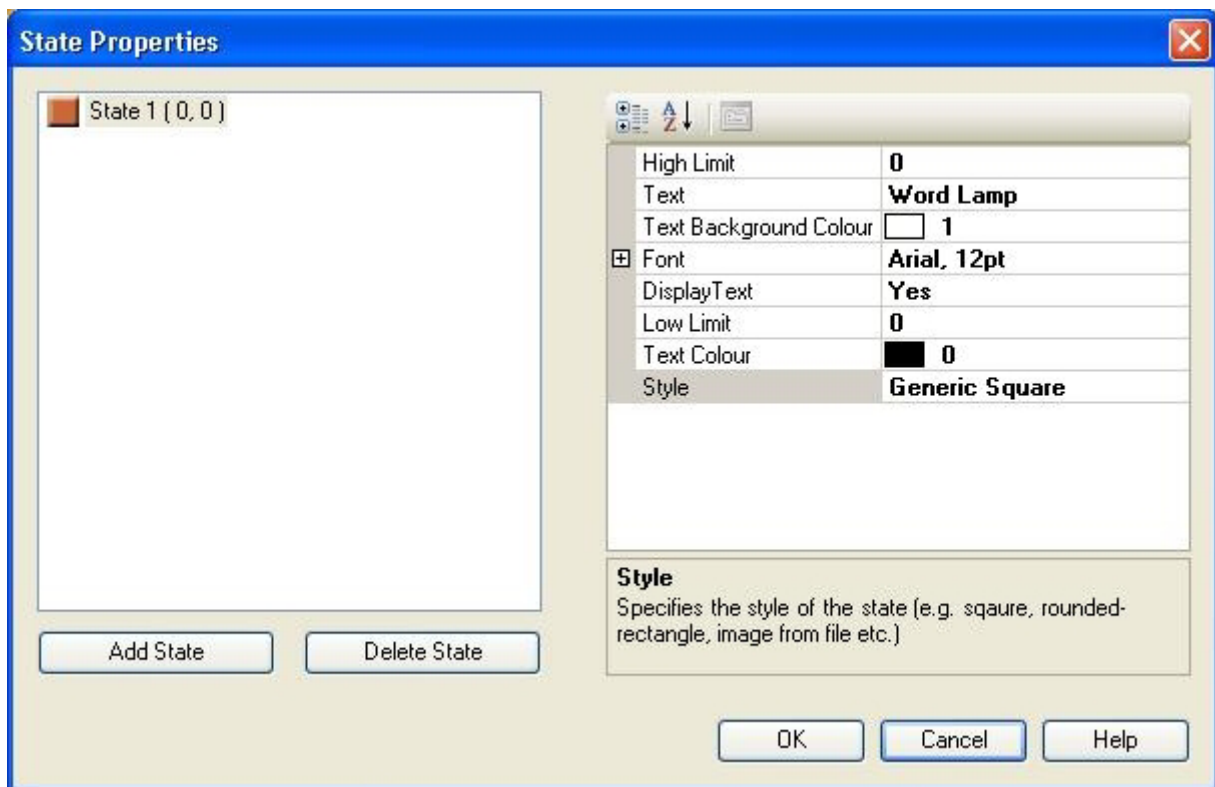 State Properties
State 1 ( 0, 0 )
High Limit 0
Text Word Lamp
Text Background Colour 1
Font Arial, 12pt
DisplayText Yes
Low Limit 0
Text Colour 0
Style Generic Square
Style
Specifies the style of the state (e.g. sqaure, rounded-
rectangle, image from file etc.)
Add State Delete State
OK Cancel Help